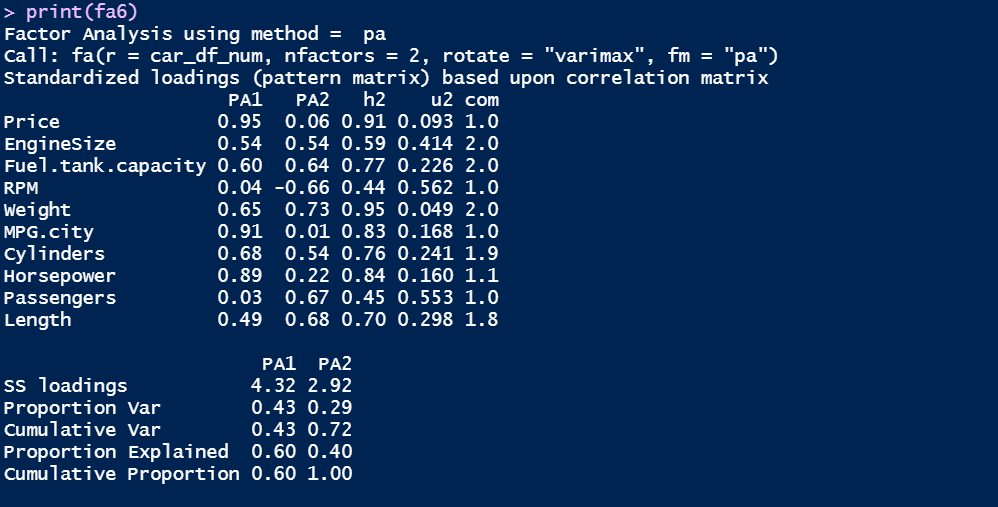 > print(fa6)
Factor Analysis using method =  pa
Call: fa(r = car_df_num, nfactors = 2, rotate = "varimax", fm = "pa")
Standardized loadings (pattern matrix) based upon correlation matrix
                    PA1   PA2   h2    u2 com
Price              0.95  0.06 0.91 0.093 1.0
EngineSize         0.54  0.54 0.59 0.414 2.0
Fuel.tank.capacity 0.60  0.64 0.77 0.226 2.0
RPM                0.04 -0.66 0.44 0.562 1.0
Weight             0.65  0.73 0.95 0.049 2.0
MPG.city           0.91  0.01 0.83 0.168 1.0
Cylinders          0.68  0.54 0.76 0.241 1.9
Horsepower         0.89  0.22 0.84 0.160 1.1
Passengers         0.03  0.67 0.45 0.553 1.0
Length             0.49  0.68 0.70 0.298 1.8
                       PA1  PA2
SS loadings           4.32 2.92
Proportion Var        0.43 0.29
Cumulative Var        0.43 0.72
Proportion Explained  0.60 0.40
Cumulative Proportion 0.60 1.00